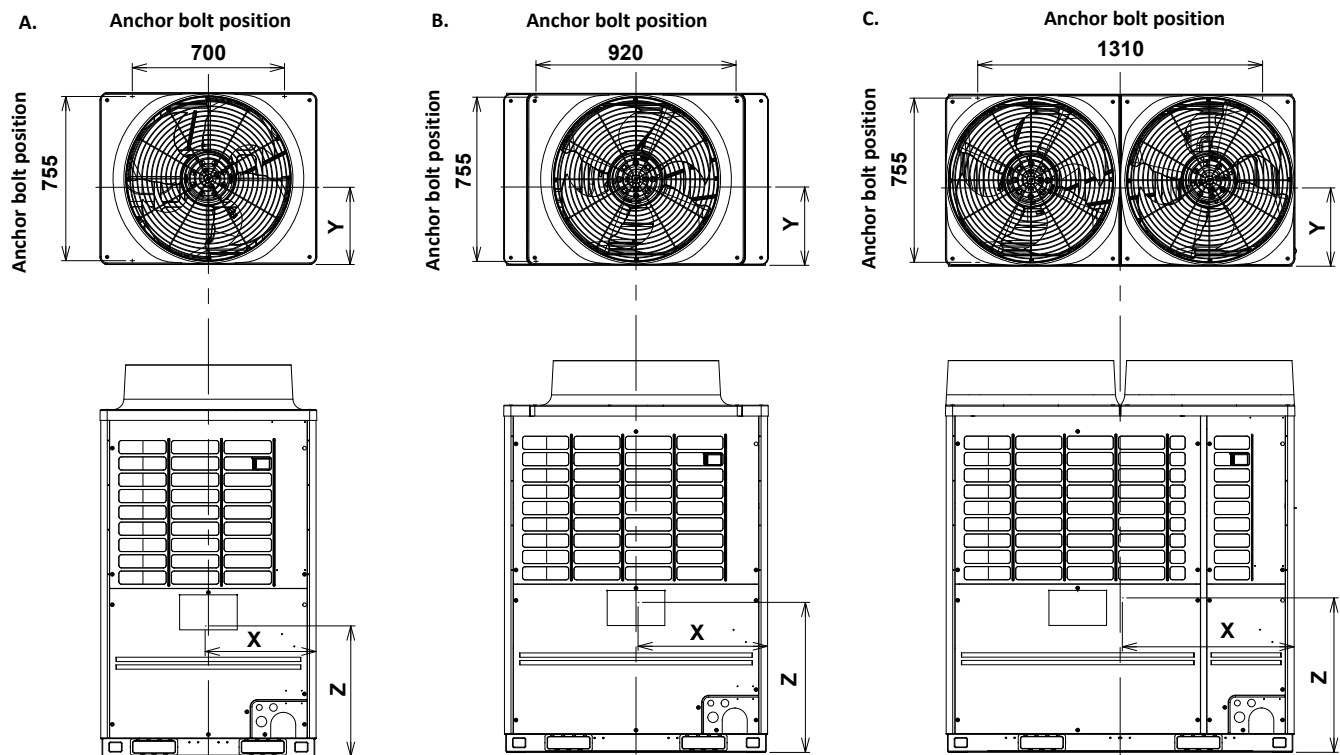 A.
Anchor bolt position
700
Anchor bolt position
755
Y
X
Z
B.
Anchor bolt position
920
Anchor bolt position
755
Y
X
Z
C.
Anchor bolt position
1310
Anchor bolt position
755
Y
X
Z